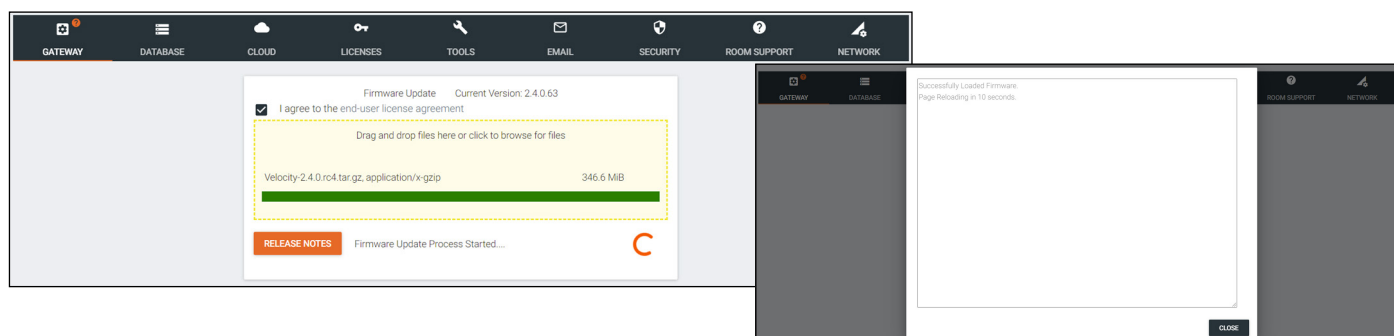 GATEWAY DATABASE CLOUD LICENSES TOOLS EMAIL SECURITY ROOM SUPPORT NETWORK
Firmware Update Current Version: 2.4.0.63
I agree to the end-user license agreement
Drag and drop files here or click to browse for files
Velocity-2.4.0.rc4.tar.gz, application/x-gzip 346.6 MiB
RELEASE NOTES Firmware Update Process Started....
GATEWAY DATABASE ROOM SUPPORT NETWORK
Successfully Loaded Firmware.
Page Reloading in 10 seconds.
CLOSE